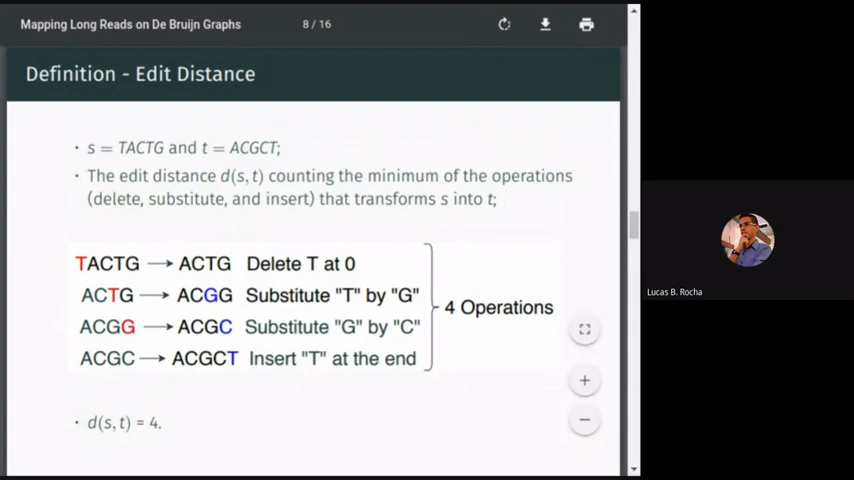 Mapping Long Reads on De Bruijn Graphs 8 / 16
Definition - Edit Distance
· s = TACTG and t = ACGCT;
· The edit distance d(s, t) counting the minimum of the operations
(delete, substitute, and insert) that transforms s into t;
TACTG → ACTG Delete T at 0
ACTG → ACGG Substitute "T" by "G"
ACGG → ACGC Substitute "G" by "C"
ACGC → ACGCT Insert "T" at the end
4 Operations
· d(s, t) = 4.
Lucas B. Rocha